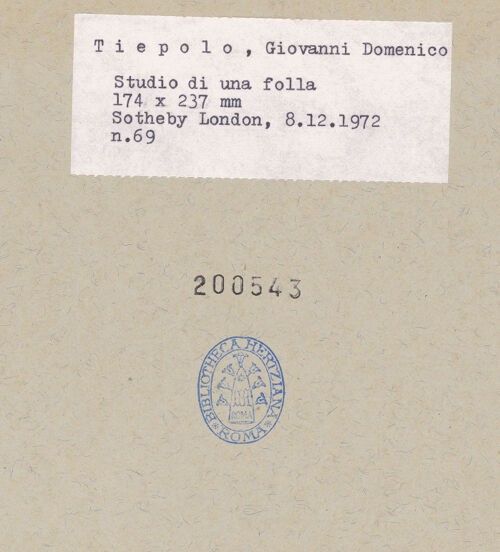 T i e p o l o , Giovanni Domenico
Studio di una folla
174 x 237 mm
Sotheby London, 8.12.1972
n.69
200543
BIBLIOTHECA HERTZIANA
ROMA
* ROMA *